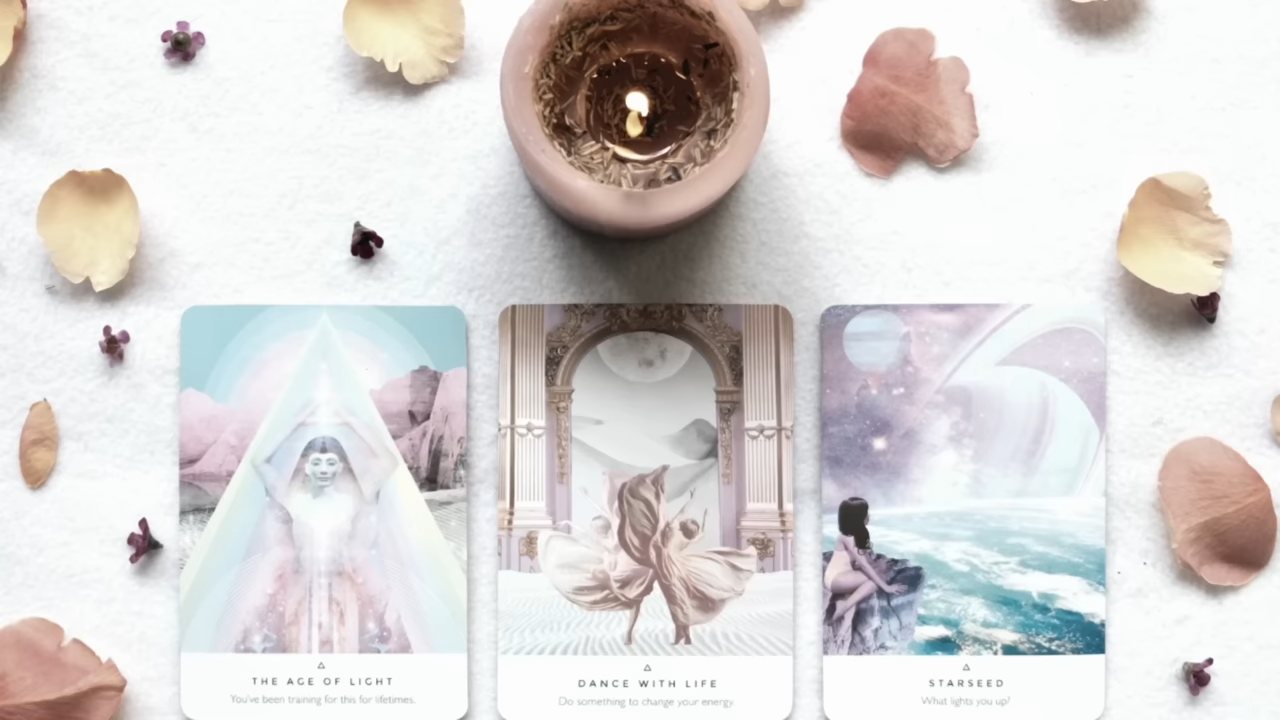 THE AGE OF LIGHT
You've been training for this for lifetimes.
DANCE WITH LIFE
Do something to change your energy.
STARSEED
What lights you up?